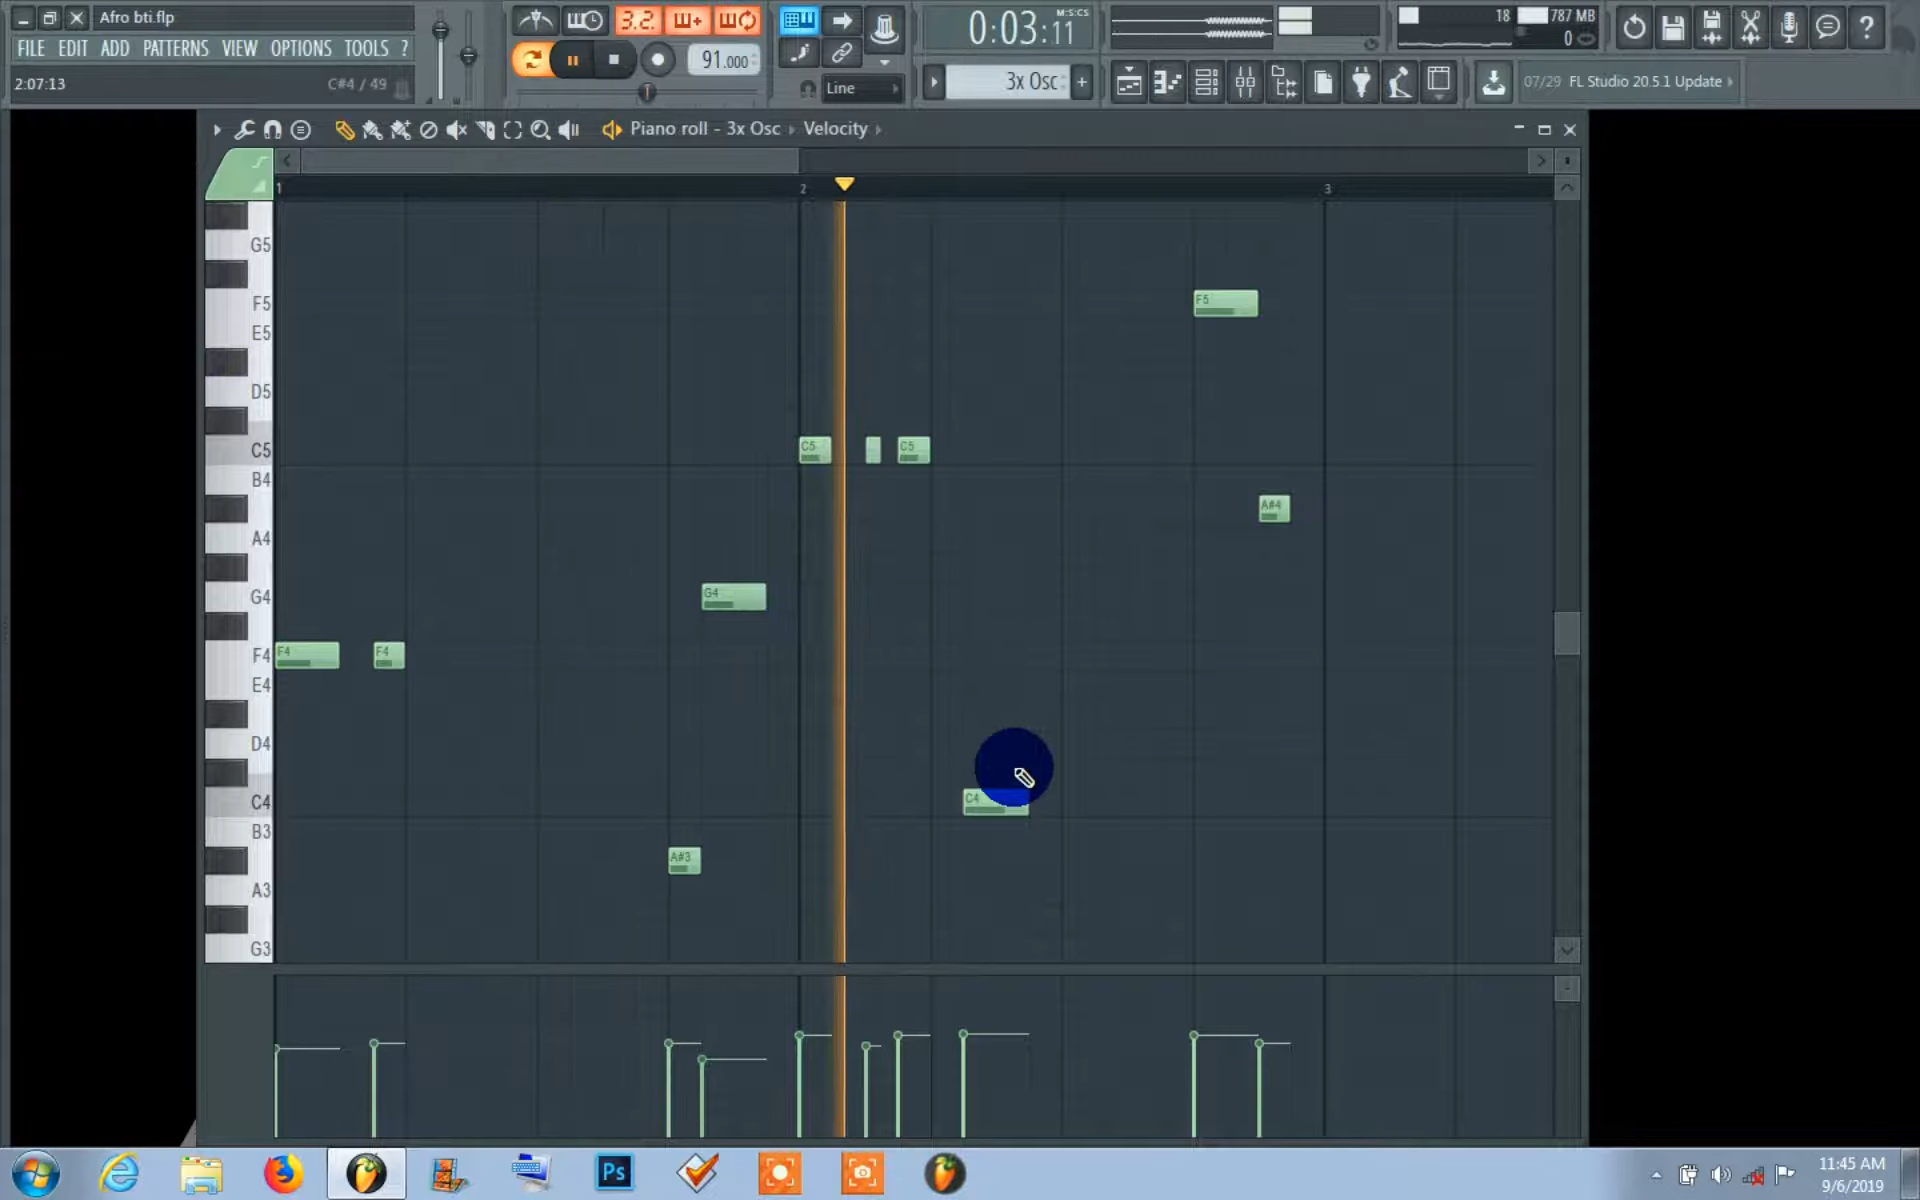 Afro bti.flp
FILE EDIT ADD PATTERNS VIEW OPTIONS TOOLS ?
2:07:13 C#4 / 49
3.2.
91.000
Line
M:S:CS
0:03:11
3x Osc
18 787 MB
0
07/29 FL Studio 20.5.1 Update
Piano roll - 3x Osc Velocity
1 2 3
G5
F5 F5
E5
D5
C5 C5 C5
B4
A#4
A4
G4 G4
F4 F4 F4
E4
D4
C4 C4
B3
A#3
A3
G3
Ps
11:45 AM
9/6/2019